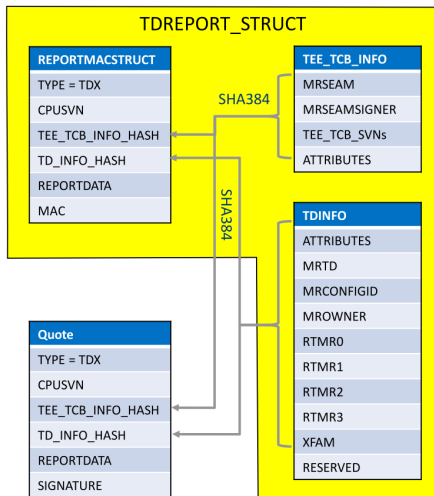 TDREPORT_STRUCT
REPORTMACSTRUCT
TYPE = TDX
CPUSVN
TEE_TCB_INFO_HASH
TD_INFO_HASH
REPORTDATA
MAC
SHA384
SHA384
TEE_TCB_INFO
MRSEAM
MRSEAMSIGNER
TEE_TCB_SVNs
ATTRIBUTES
TDINFO
ATTRIBUTES
MRTD
MRCONFIGID
MROWNER
RTMR0
RTMR1
RTMR2
RTMR3
XFAM
RESERVED
Quote
TYPE = TDX
CPUSVN
TEE_TCB_INFO_HASH
TD_INFO_HASH
REPORTDATA
SIGNATURE